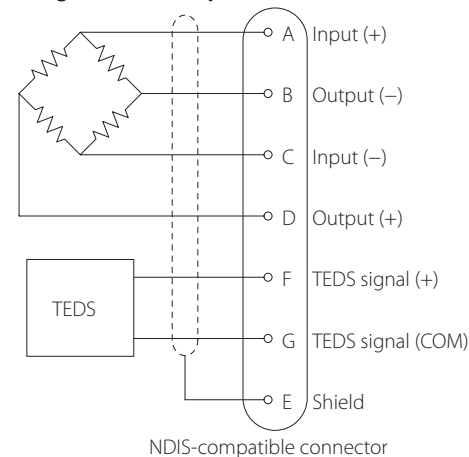 A Input (+)
B Output (−)
C Input (−)
D Output (+)
TEDS
F TEDS signal (+)
G TEDS signal (COM)
E Shield
NDIS-compatible connector